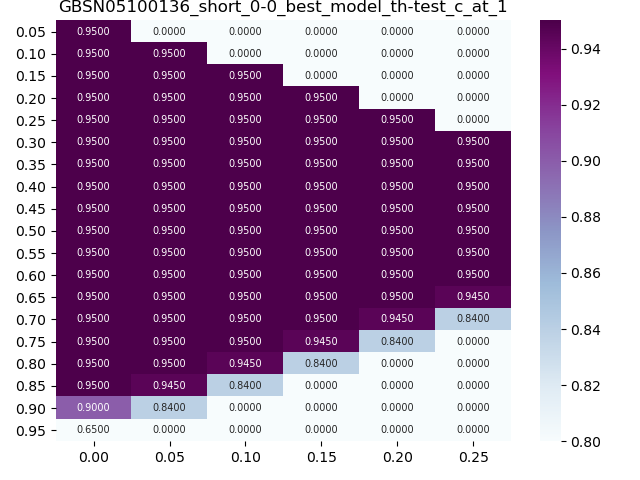 GBSN05100136_short_0-0_best_model_th-test_c_at_1
0.05 0.9500 0.0000 0.0000 0.0000 0.0000 0.0000
0.10 0.9500 0.9500 0.0000 0.0000 0.0000 0.0000
0.15 0.9500 0.9500 0.9500 0.0000 0.0000 0.0000
0.20 0.9500 0.9500 0.9500 0.9500 0.0000 0.0000
0.25 0.9500 0.9500 0.9500 0.9500 0.9500 0.0000
0.30 0.9500 0.9500 0.9500 0.9500 0.9500 0.9500
0.35 0.9500 0.9500 0.9500 0.9500 0.9500 0.9500
0.40 0.9500 0.9500 0.9500 0.9500 0.9500 0.9500
0.45 0.9500 0.9500 0.9500 0.9500 0.9500 0.9500
0.50 0.9500 0.9500 0.9500 0.9500 0.9500 0.9500
0.55 0.9500 0.9500 0.9500 0.9500 0.9500 0.9500
0.60 0.9500 0.9500 0.9500 0.9500 0.9500 0.9500
0.65 0.9500 0.9500 0.9500 0.9500 0.9500 0.9450
0.70 0.9500 0.9500 0.9500 0.9500 0.9450 0.8400
0.75 0.9500 0.9500 0.9500 0.9450 0.8400 0.0000
0.80 0.9500 0.9500 0.9450 0.8400 0.0000 0.0000
0.85 0.9500 0.9450 0.8400 0.0000 0.0000 0.0000
0.90 0.9000 0.8400 0.0000 0.0000 0.0000 0.0000
0.95 0.6500 0.0000 0.0000 0.0000 0.0000 0.0000
0.00 0.05 0.10 0.15 0.20 0.25
0.94
0.92
0.90
0.88
0.86
0.84
0.82
0.80